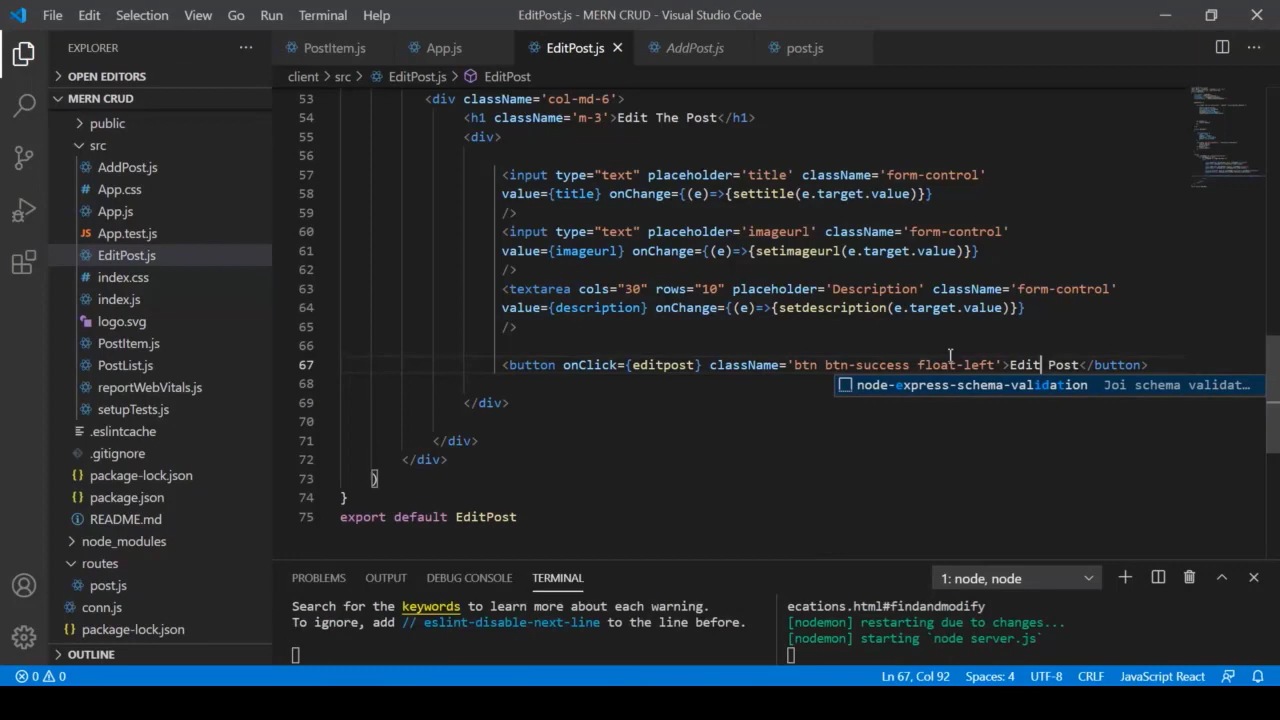 File Edit Selection View Go Run Terminal Help EditPost.js - MERN CRUD - Visual Studio Code
EXPLORER
PostItem.js App.js EditPost.js AddPost.js post.js
OPEN EDITORS
client > src > EditPost.js > EditPost
MERN CRUD
public
src
AddPost.js
App.css
App.js
JS App.test.js
EditPost.js
index.css
index.js
logo.svg
PostItem.js
PostList.js
reportWebVitals.js
setupTests.js
.eslintcache
.gitignore
{} package-lock.json
{} package.json
README.md
node_modules
routes
post.js
conn.js
{} package-lock.json
OUTLINE
53 <div className='col-md-6'>
54 <h1 className='m-3'>Edit The Post</h1>
55 <div>
56
57 <input type="text" placeholder='title' className='form-control'
58 value={title} onChange={(e)=>{settitle(e.target.value)}}
59 />
60 <input type="text" placeholder='imageurl' className='form-control'
61 value={imageurl} onChange={(e)=>{setimageurl(e.target.value)}}
62 />
63 <textarea cols="30" rows="10" placeholder='Description' className='form-control'
64 value={description} onChange={(e)=>{setdescription(e.target.value)}}
65 />
66
67 <button onClick={editpost} className='btn btn-success float-left'>Edit Post</button>
node-express-schema-validation Joi schema validat…
68
69 </div>
70
71 </div>
72 </div>
73 )
74 }
75 export default EditPost
PROBLEMS OUTPUT DEBUG CONSOLE TERMINAL 1: node, node
Search for the keywords to learn more about each warning.
To ignore, add // eslint-disable-next-line to the line before.
ecations.html#findandmodify
[nodemon] restarting due to changes...
[nodemon] starting `node server.js`
0 0 Ln 67, Col 92 Spaces: 4 UTF-8 CRLF JavaScript React